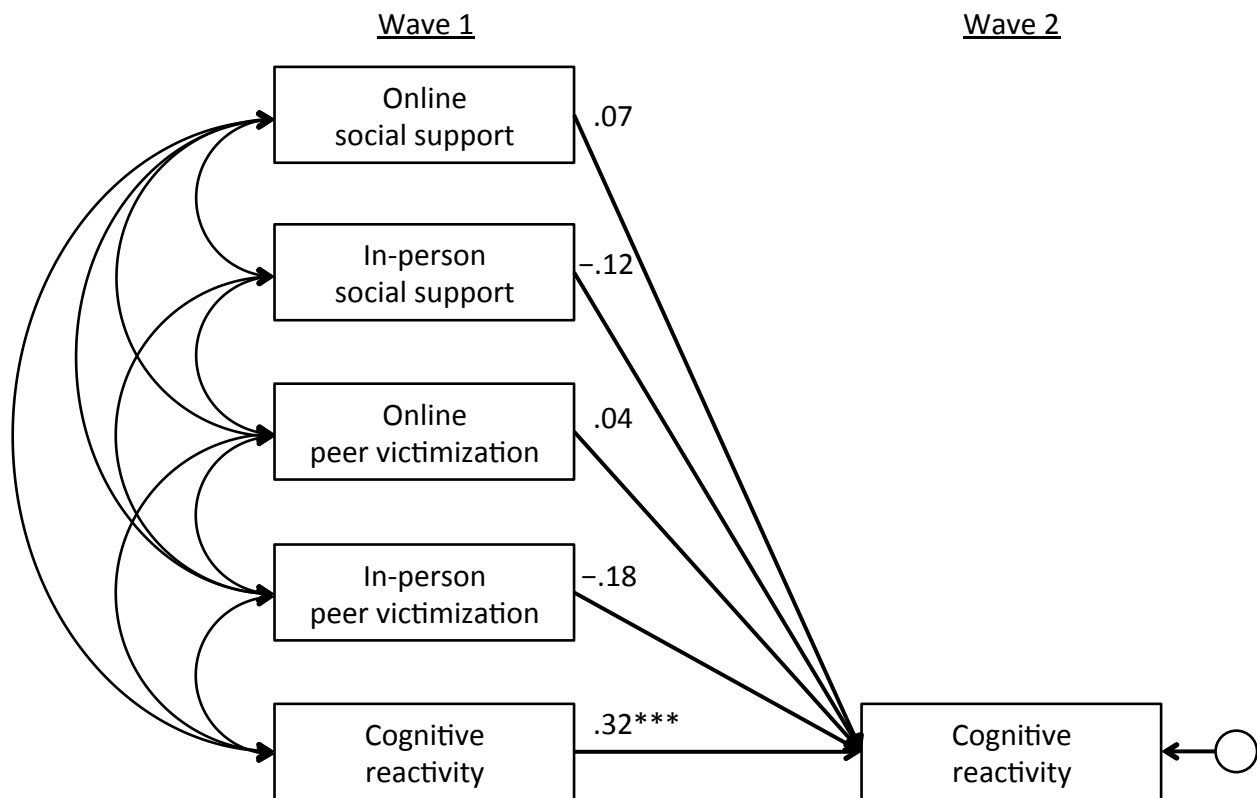 Wave 1
Wave 2
Online
social support
.07
In-person
social support
−.12
Online
peer victimization
.04
In-person
peer victimization
−.18
Cognitive
reactivity
.32***
Cognitive
reactivity